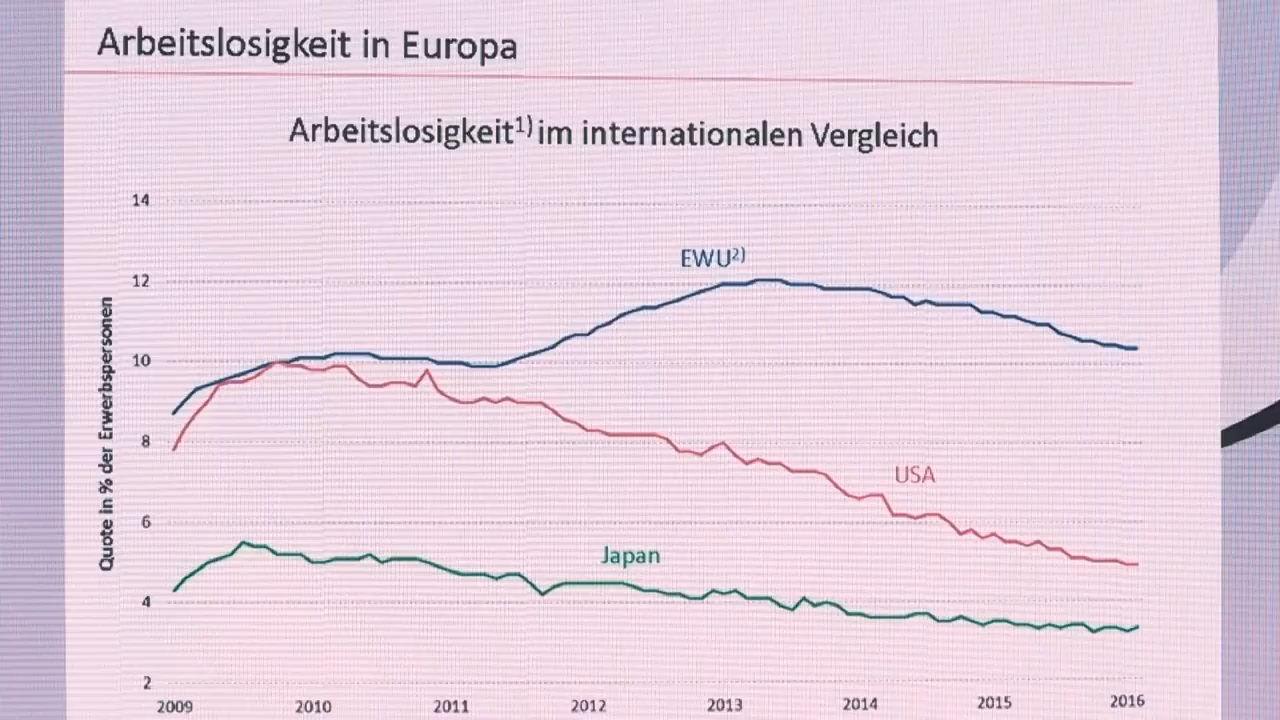 Arbeitslosigkeit in Europa
Arbeitslosigkeit1) im internationalen Vergleich
14
EWU2)
12
Quote in % der Erwerbspersonen
10
8
USA
6
Japan
4
2
2009 2010 2011 2012 2013 2014 2015 2016